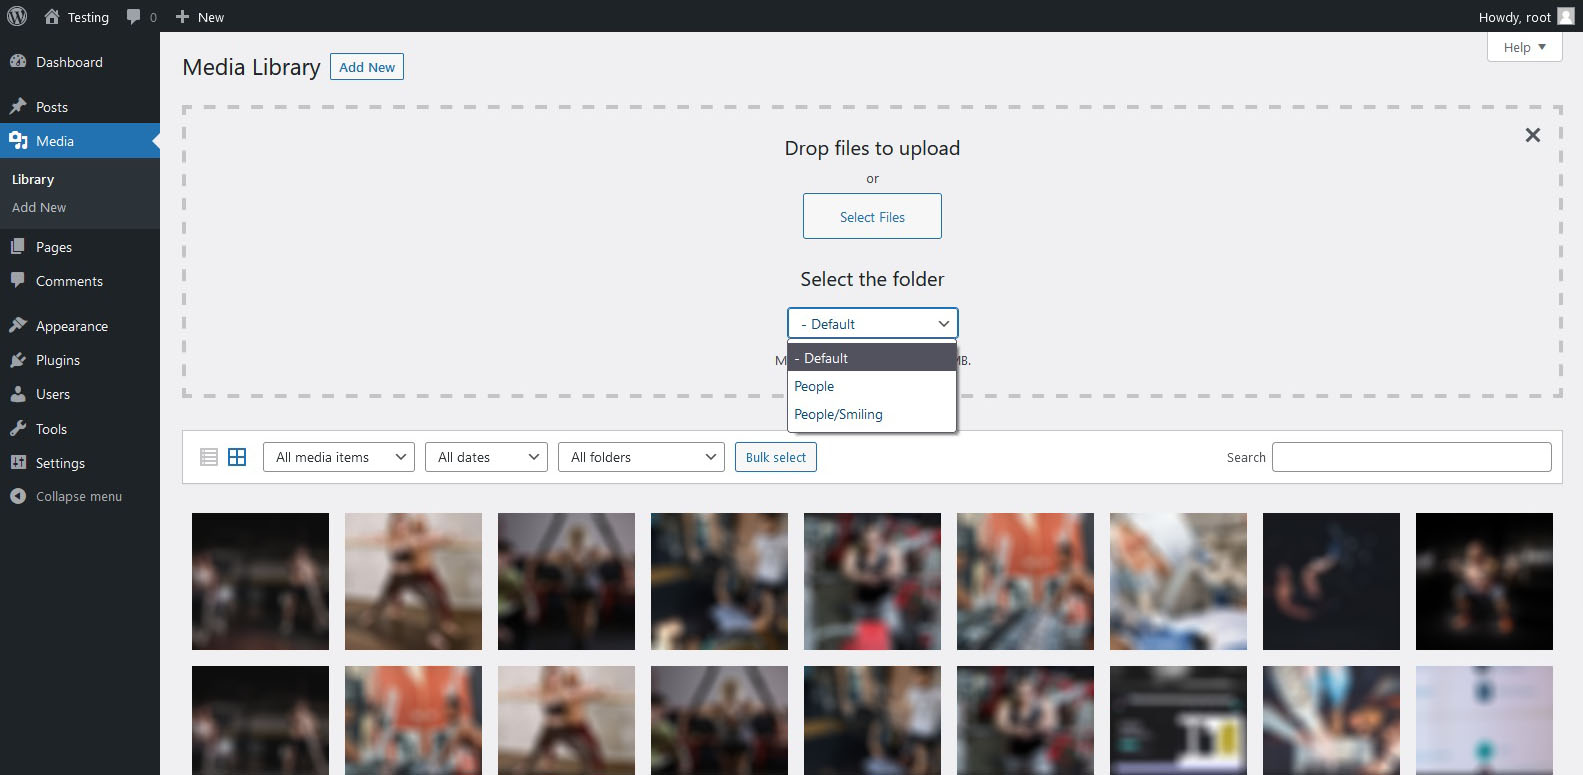 Testing 0 New Howdy, root
Help
Dashboard
Posts
Media
Library
Add New
Pages
Comments
Appearance
Plugins
Users
Tools
Settings
Collapse menu
Media Library Add New
Drop files to upload
or
Select Files
Select the folder
- Default
- Default
People
People/Smiling
All media items All dates All folders Bulk select Search